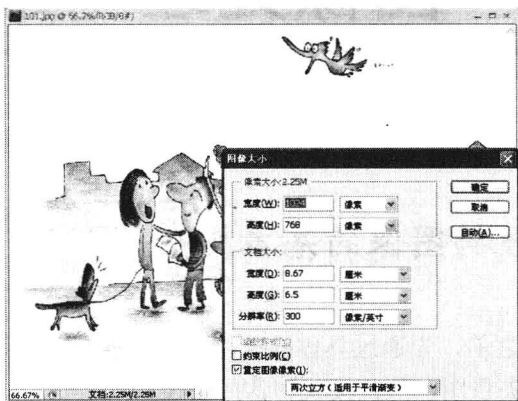 101.jpg @ 66.7%(RGB/8#)
图像大小
像素大小:2.25M
宽度(W): 1024 像素
高度(H): 768 像素
确定
取消
自动(A)...
文档大小:
宽度(D): 8.67 厘米
高度(G): 6.5 厘米
分辨率(R): 300 像素/英寸
约束比例(C)
重定图像像素(I):
两次立方(适用于平滑渐变)
66.67% 文档:2.25M/2.25M